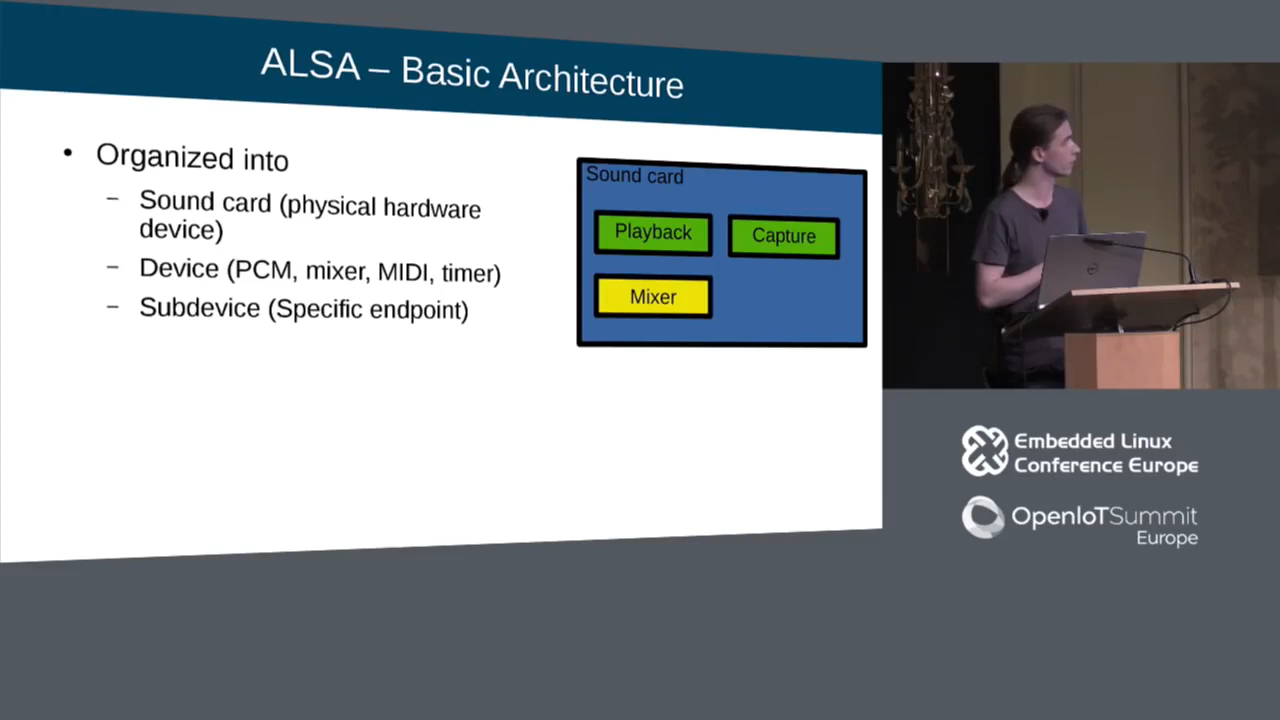 ALSA – Basic Architecture
• Organized into
– Sound card (physical hardware
device)
– Device (PCM, mixer, MIDI, timer)
– Subdevice (Specific endpoint)
Sound card
Playback
Capture
Mixer
Embedded Linux
Conference Europe
OpenIoTSummit
Europe